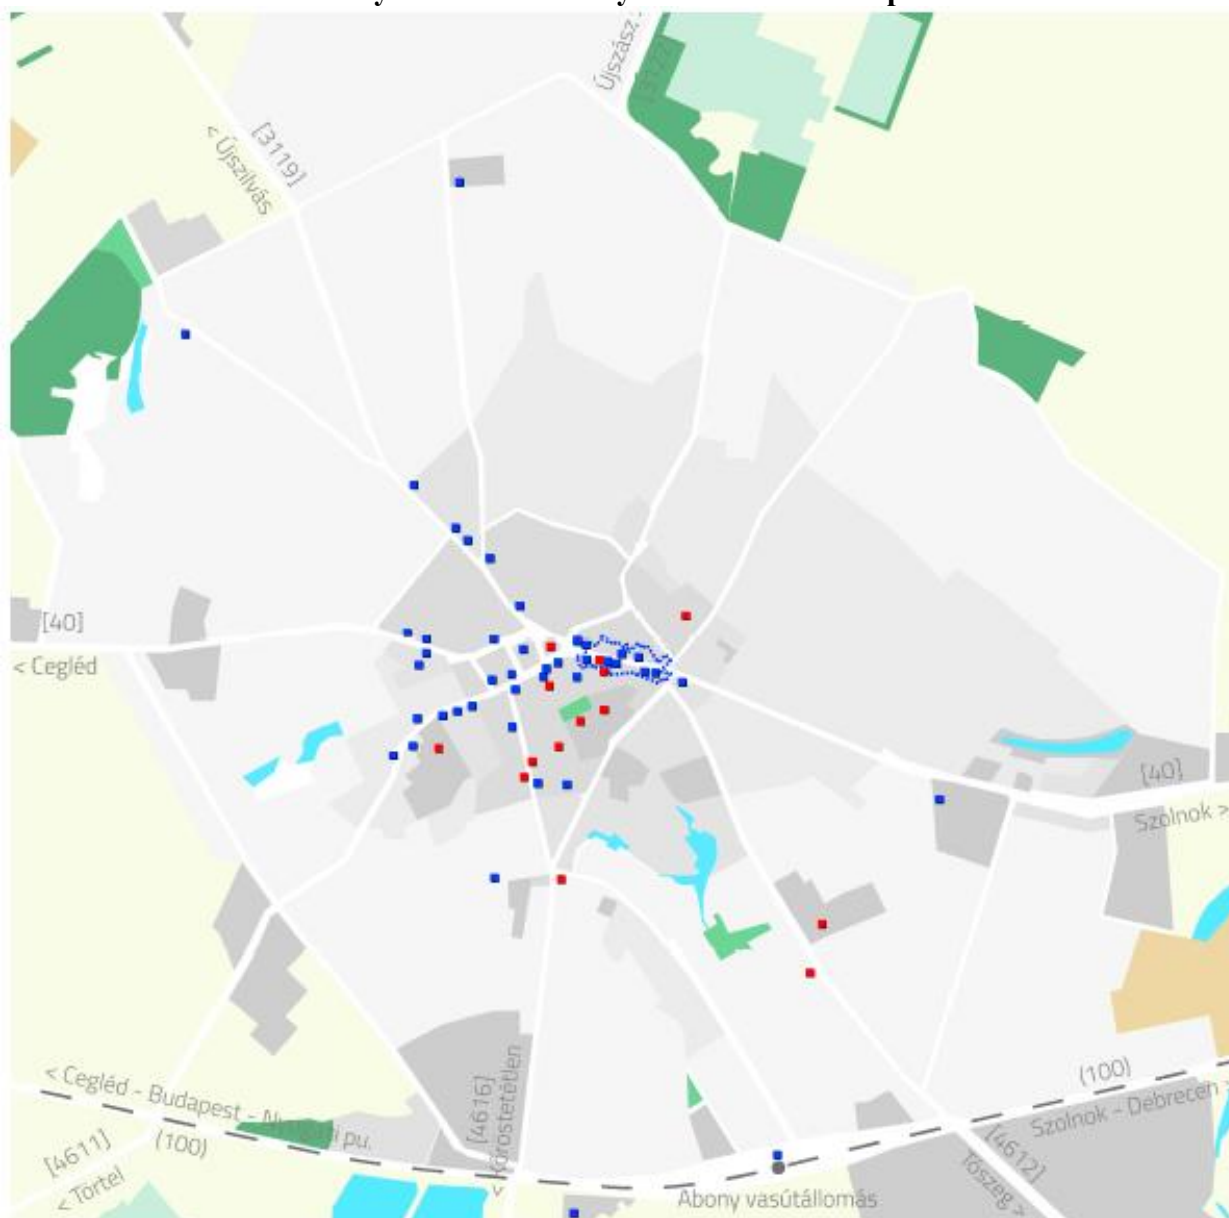 Újszász >
[3122]
[3119]
< Újszilvás
[40]
< Cegléd
[40]
Szolnok >
(100)
Szolnok - Debrecen
< Cegléd - Budapest - Nyugati pu.
(100)
[4611]
< Törtel
[4616]
< Kőröstetétlen
[4612]
Tószeg >
Abony vasútállomás